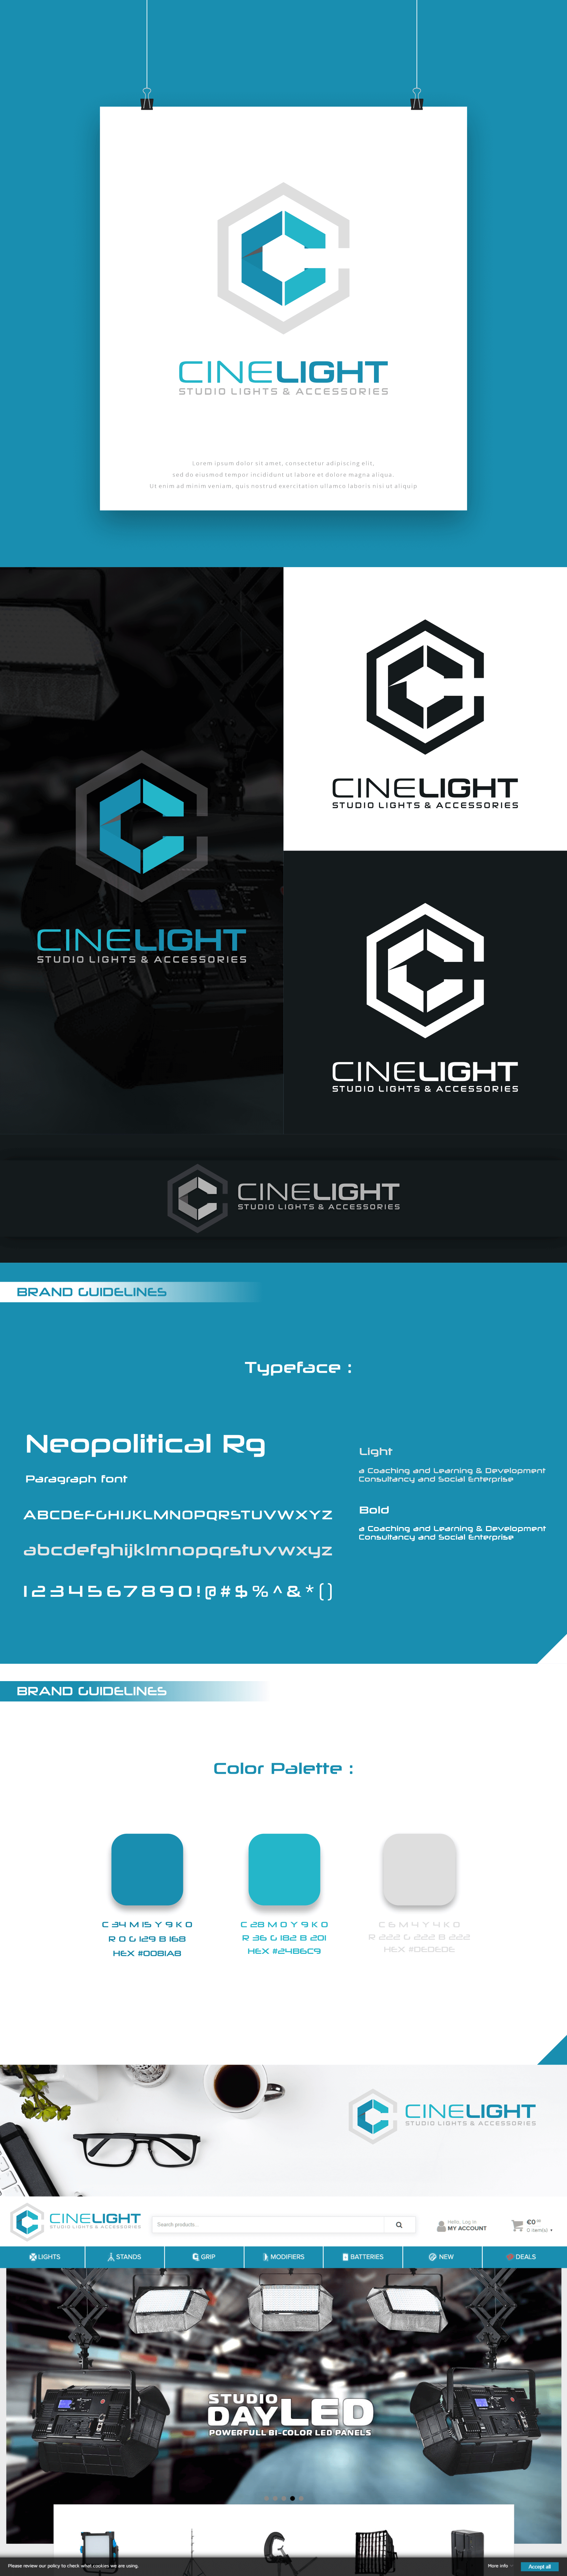 CINELIGHT
STUDIO LIGHTS & ACCESSORIES
Lorem ipsum dolor sit amet, consectetur adipiscing elit,
sed do eiusmod tempor incididunt ut labore et dolore magna aliqua.
Ut enim ad minim veniam, quis nostrud exercitation ullamco laboris nisi ut aliquip
CINELIGHT
STUDIO LIGHTS & ACCESSORIES
CINELIGHT
STUDIO LIGHTS & ACCESSORIES
CINELIGHT
STUDIO LIGHTS & ACCESSORIES
CINELIGHT
STUDIO LIGHTS & ACCESSORIES
BRAND GUIDELINES
Typeface :
Neopolitical Rg
Paragraph font
ABCDEFGHIJKLMNOPQRSTUVWXYZ
abcdefghijklmnopqrstuvwxyz
1234567890!@#$%^&*()
Light
a Coaching and Learning & Development
Consultancy and Social Enterprise
Bold
a Coaching and Learning & Development
Consultancy and Social Enterprise
BRAND GUIDELINES
Color Palette :
C 34 M 15 Y 9 K 0
R 0 G 129 B 168
HEX #0081A8
C 28 M 0 Y 9 K 0
R 36 G 182 B 201
HEX #24B6C9
C 6 M 4 Y 4 K 0
R 222 G 222 B 222
HEX #DEDEDE
CINELIGHT
STUDIO LIGHTS & ACCESSORIES
CINELIGHT
STUDIO LIGHTS & ACCESSORIES
Search products...
Hello, Log in
MY ACCOUNT
€0.00
0 item(s)
LIGHTS
STANDS
GRIP
MODIFIERS
BATTERIES
NEW
DEALS
STUDIO
DAYLED
POWERFULL BI-COLOR LED PANELS
Please review our policy to check what cookies we are using.
More info
Accept all